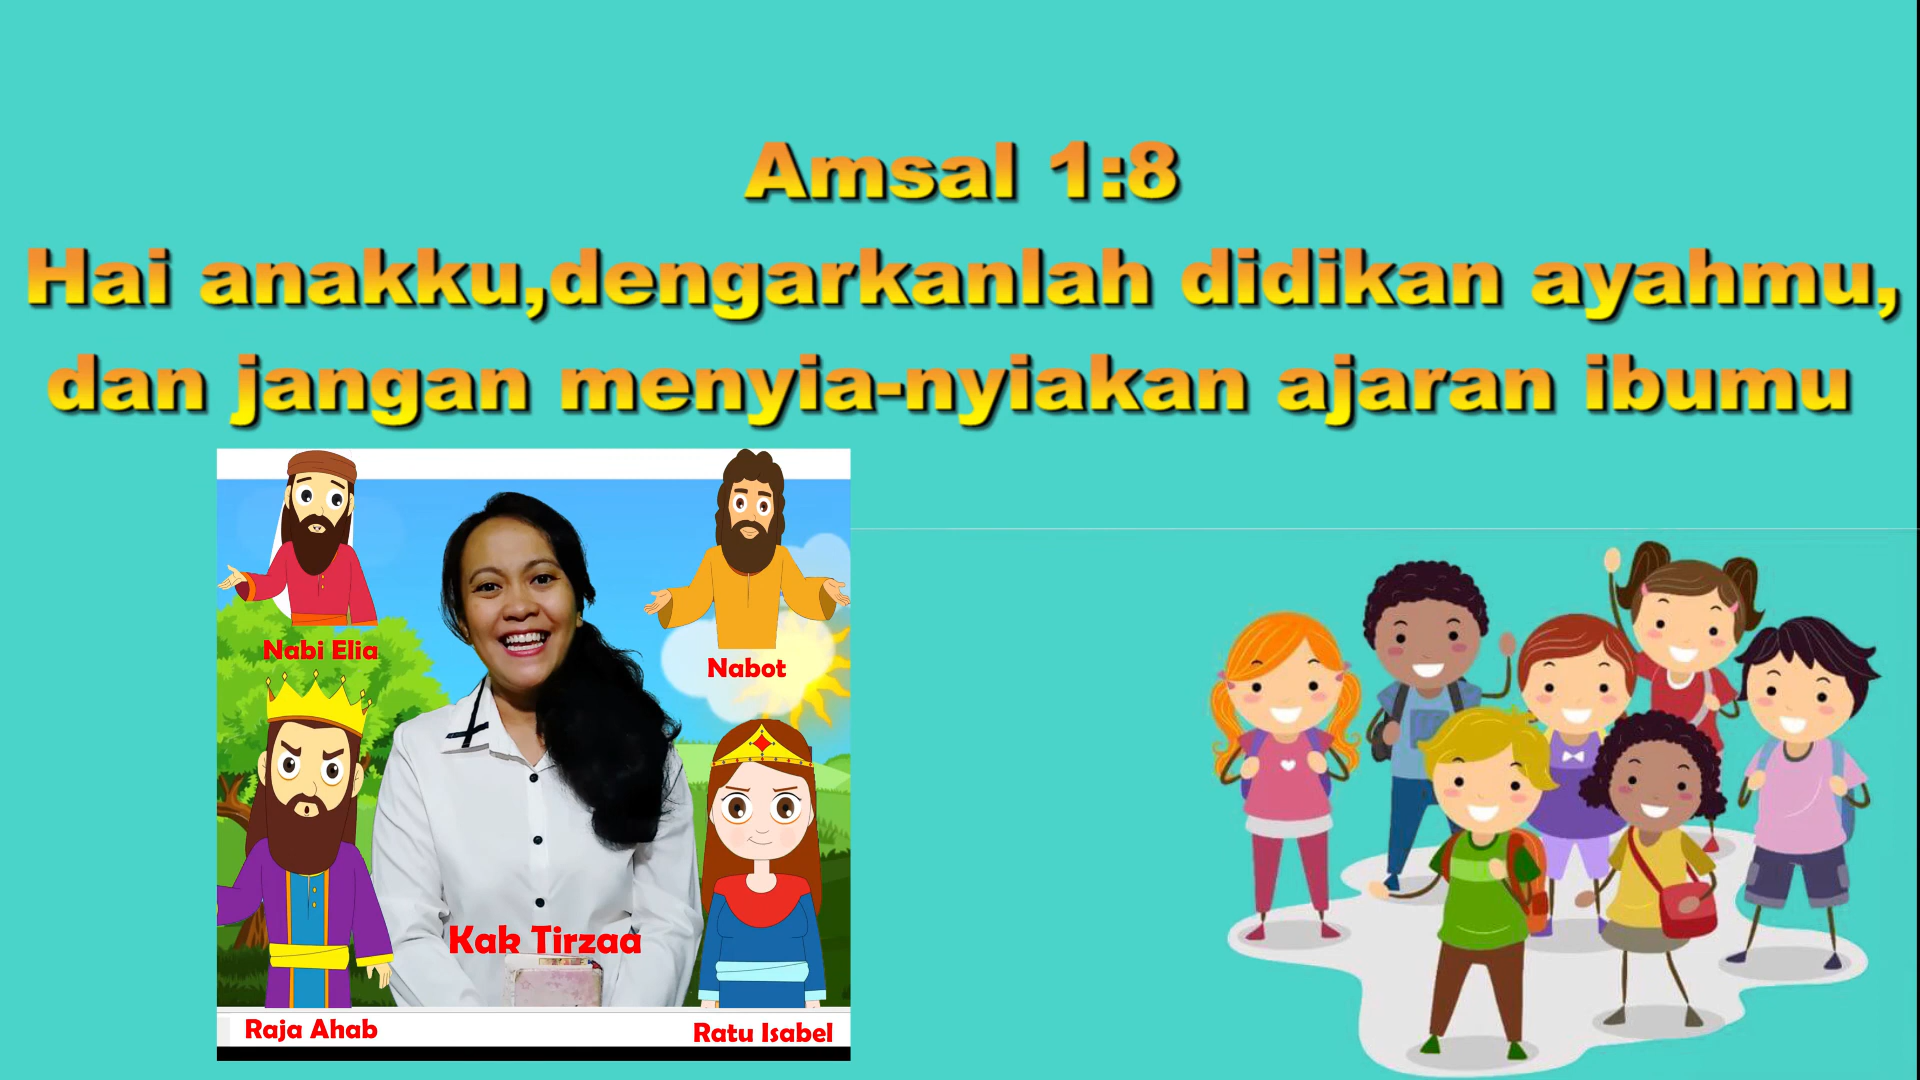 Amsal 1:8
Hai anakku,dengarkanlah didikan ayahmu,
dan jangan menyia-nyiakan ajaran ibumu
Nabi Elia
Nabot
Kak Tirzaa
Raja Ahab
Ratu Isabel